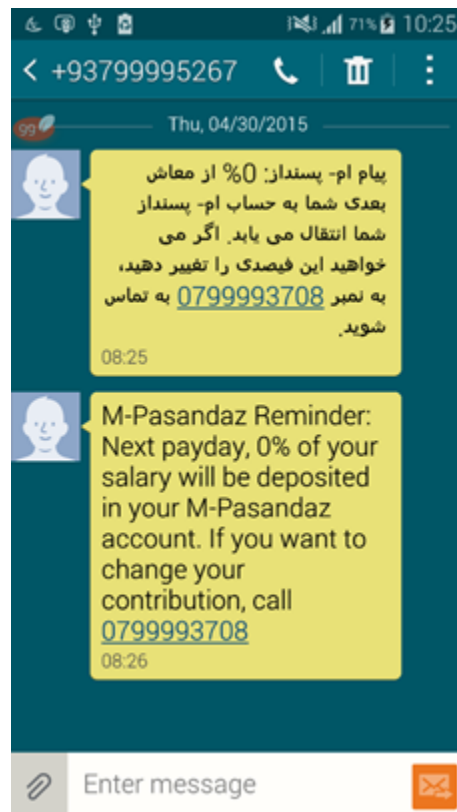 71% 10:25
+93799995267
Thu, 04/30/2015
99
پیام ام- پسنداز: 0% از معاش
بعدی شما به حساب ام- پسنداز
شما انتقال می یابد. اگر می
خواهید این فیصدی را تغییر دهید،
به نمبر 0799993708 به تماس
شوید.
08:25
M-Pasandaz Reminder:
Next payday, 0% of your
salary will be deposited
in your M-Pasandaz
account. If you want to
change your
contribution, call
0799993708
08:26
Enter message